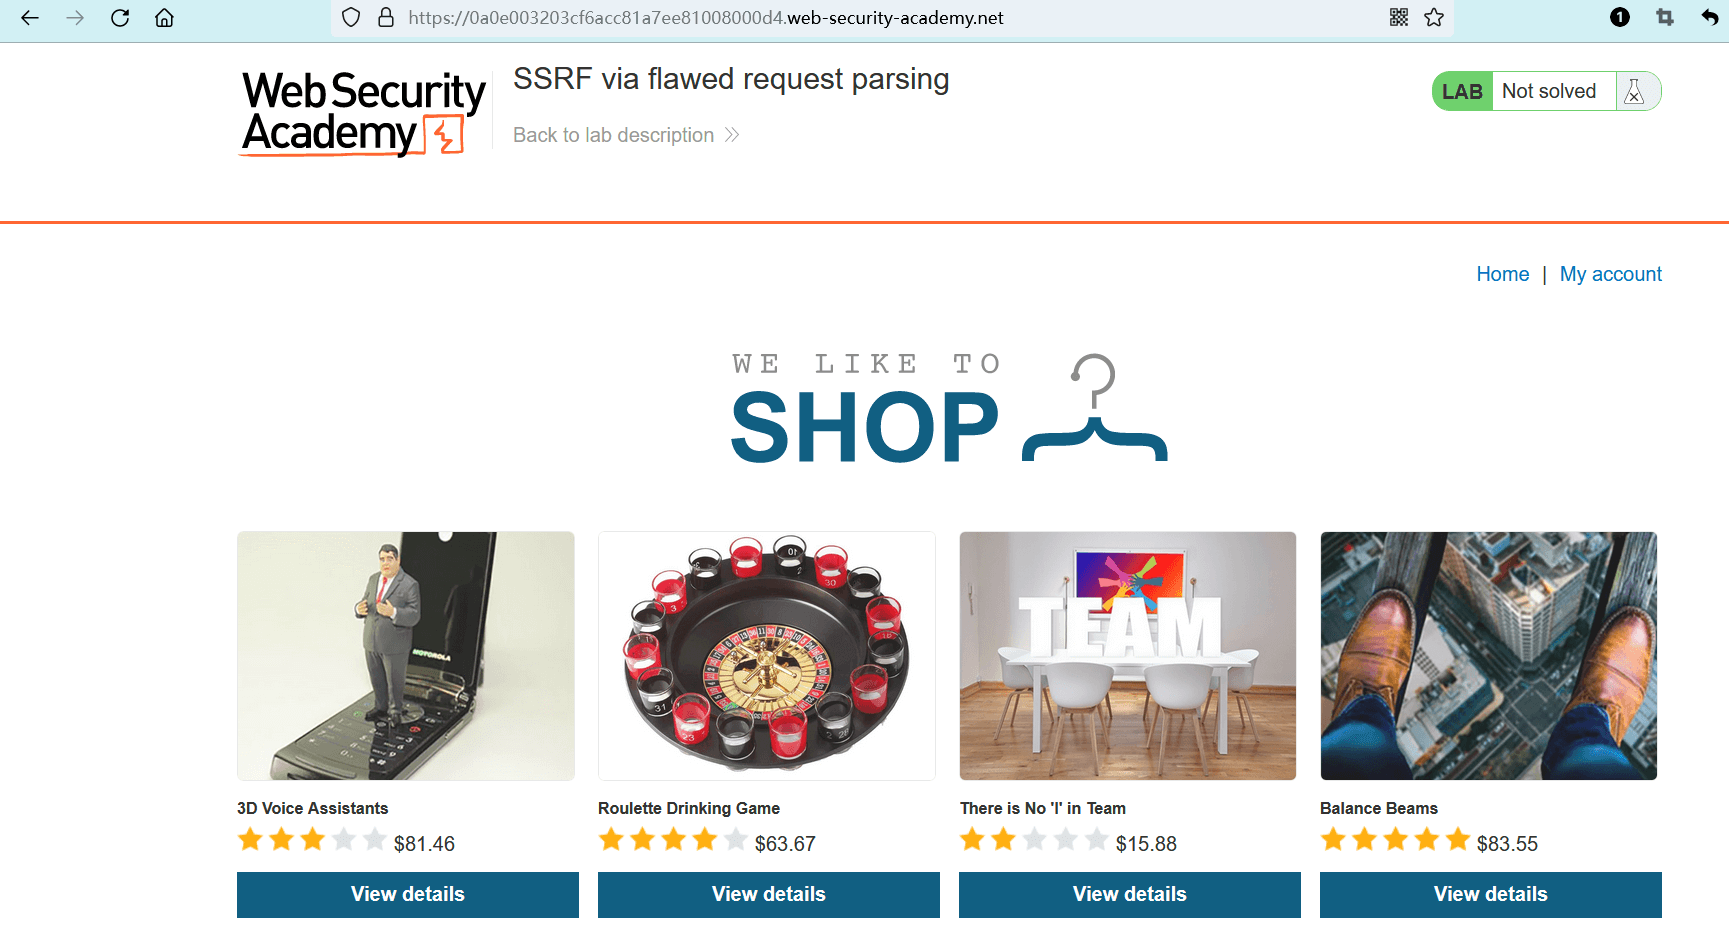 https://0a0e003203cf6acc81a7ee81008000d4.web-security-academy.net
1
Web Security
Academy
SSRF via flawed request parsing
Back to lab description
LAB Not solved
Home | My account
WE LIKE TO
SHOP
MOTOROLA
TEAM
3D Voice Assistants
$81.46
View details
Roulette Drinking Game
$63.67
View details
There is No 'I' in Team
$15.88
View details
Balance Beams
$83.55
View details